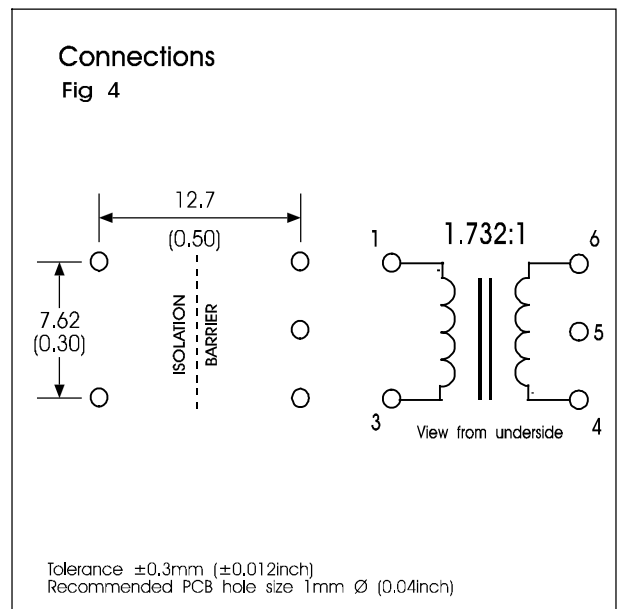 Connections
Fig 4
12.7
(0.50)
7.62
(0.30)
ISOLATION
BARRIER
1.732:1
1
6
5
3
4
View from underside
Tolerance ±0.3mm (±0.012inch)
Recommended PCB hole size 1mm Ø (0.04inch)